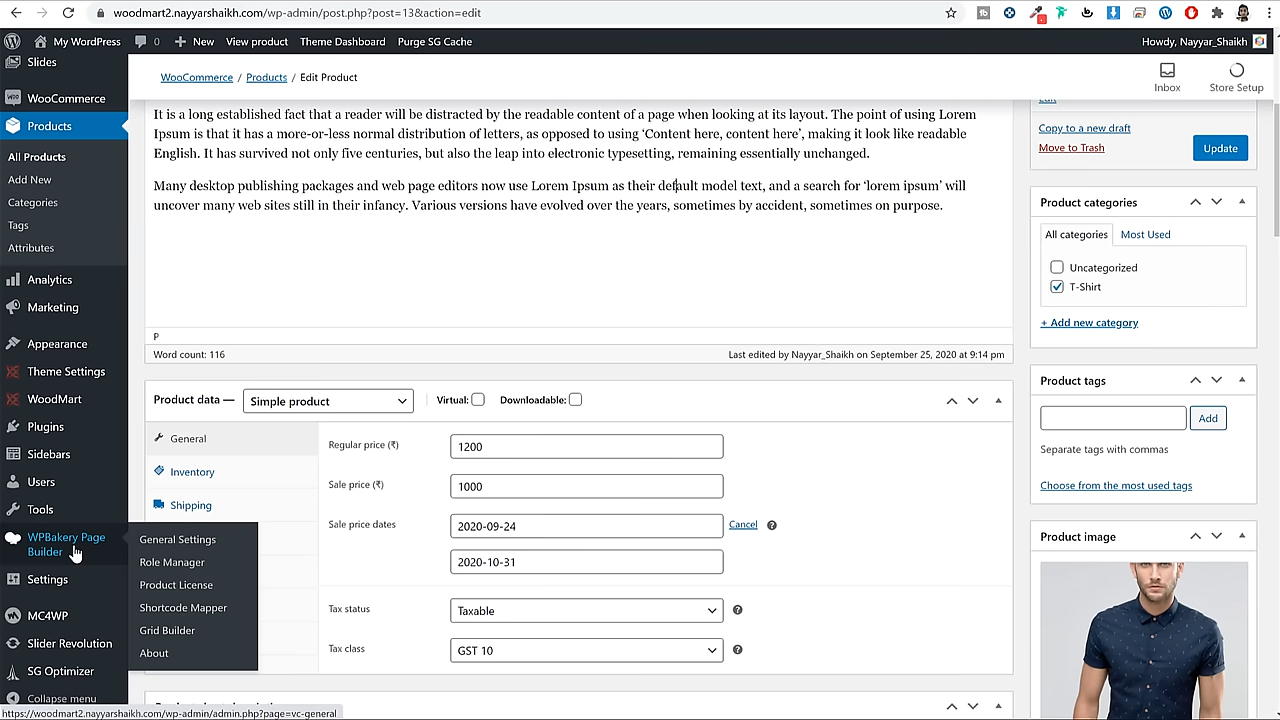 woodmart2.nayyarshaikh.com/wp-admin/post.php?post=13&action=edit
My WordPress
0
New
View product
Theme Dashboard
Purge SG Cache
Howdy, Nayyar_Shaikh
Slides
WooCommerce
Products
All Products
Add New
Categories
Tags
Attributes
Analytics
Marketing
Appearance
Theme Settings
WoodMart
Plugins
Sidebars
Users
Tools
WPBakery Page
Builder
Settings
MC4WP
Slider Revolution
SG Optimizer
Collapse menu
General Settings
Role Manager
Product License
Shortcode Mapper
Grid Builder
About
https://woodmart2.nayyarshaikh.com/wp-admin/admin.php?page=vc-general
WooCommerce / Products / Edit Product
Inbox
Store Setup
It is a long established fact that a reader will be distracted by the readable content of a page when looking at its layout. The point of using Lorem
Ipsum is that it has a more-or-less normal distribution of letters, as opposed to using ‘Content here, content here’, making it look like readable
English. It has survived not only five centuries, but also the leap into electronic typesetting, remaining essentially unchanged.
Many desktop publishing packages and web page editors now use Lorem Ipsum as their default model text, and a search for ‘lorem ipsum’ will
uncover many web sites still in their infancy. Various versions have evolved over the years, sometimes by accident, sometimes on purpose.
P
Word count: 116
Last edited by Nayyar_Shaikh on September 25, 2020 at 9:14 pm
Product data — Simple product
Virtual:
Downloadable:
General
Inventory
Shipping
Regular price (₹) 1200
Sale price (₹) 1000
Sale price dates 2020-09-24 Cancel ?
2020-10-31
Tax status Taxable ?
Tax class GST 10 ?
Edit
Copy to a new draft
Move to Trash
Update
Product categories
All categories
Most Used
Uncategorized
T-Shirt
+ Add new category
Product tags
Add
Separate tags with commas
Choose from the most used tags
Product image